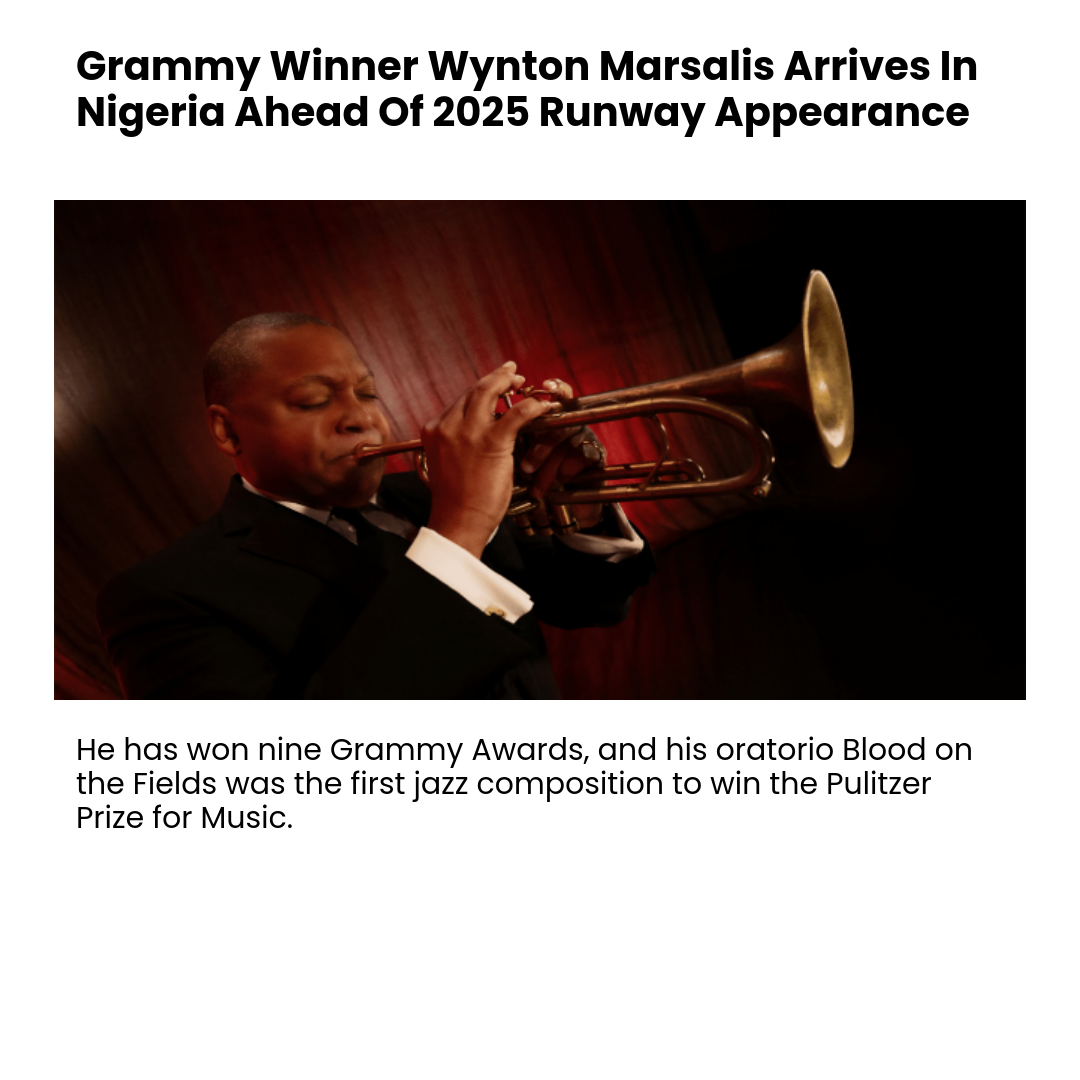 Grammy Winner Wynton Marsalis Arrives In
Nigeria Ahead Of 2025 Runway Appearance
He has won nine Grammy Awards, and his oratorio Blood on
the Fields was the first jazz composition to win the Pulitzer
Prize for Music.